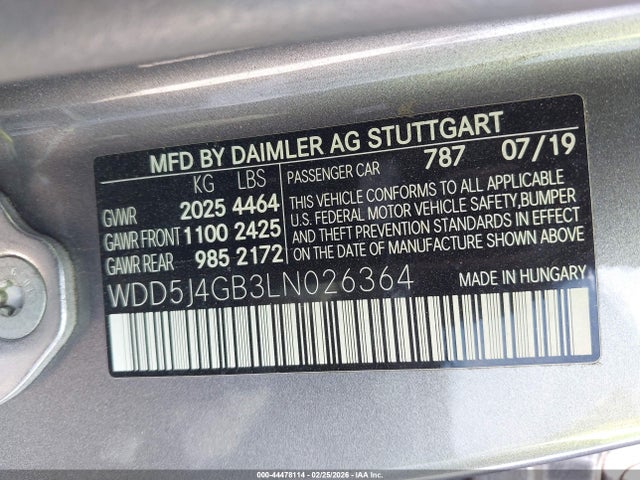 MFD BY DAIMLER AG STUTTGART
KG LBS
GVWR 2025 4464
GAWR FRONT 1100 2425
GAWR REAR 985 2172
PASSENGER CAR 787 07/19
THIS VEHICLE CONFORMS TO ALL APPLICABLE
U.S. FEDERAL MOTOR VEHICLE SAFETY, BUMPER
AND THEFT PREVENTION STANDARDS IN EFFECT
ON THE DATE OF MANUFACTURE SHOWN ABOVE
WDD5J4GB3LN026364
MADE IN HUNGARY
000-44478114 - 02/25/2026 - IAAI Inc.